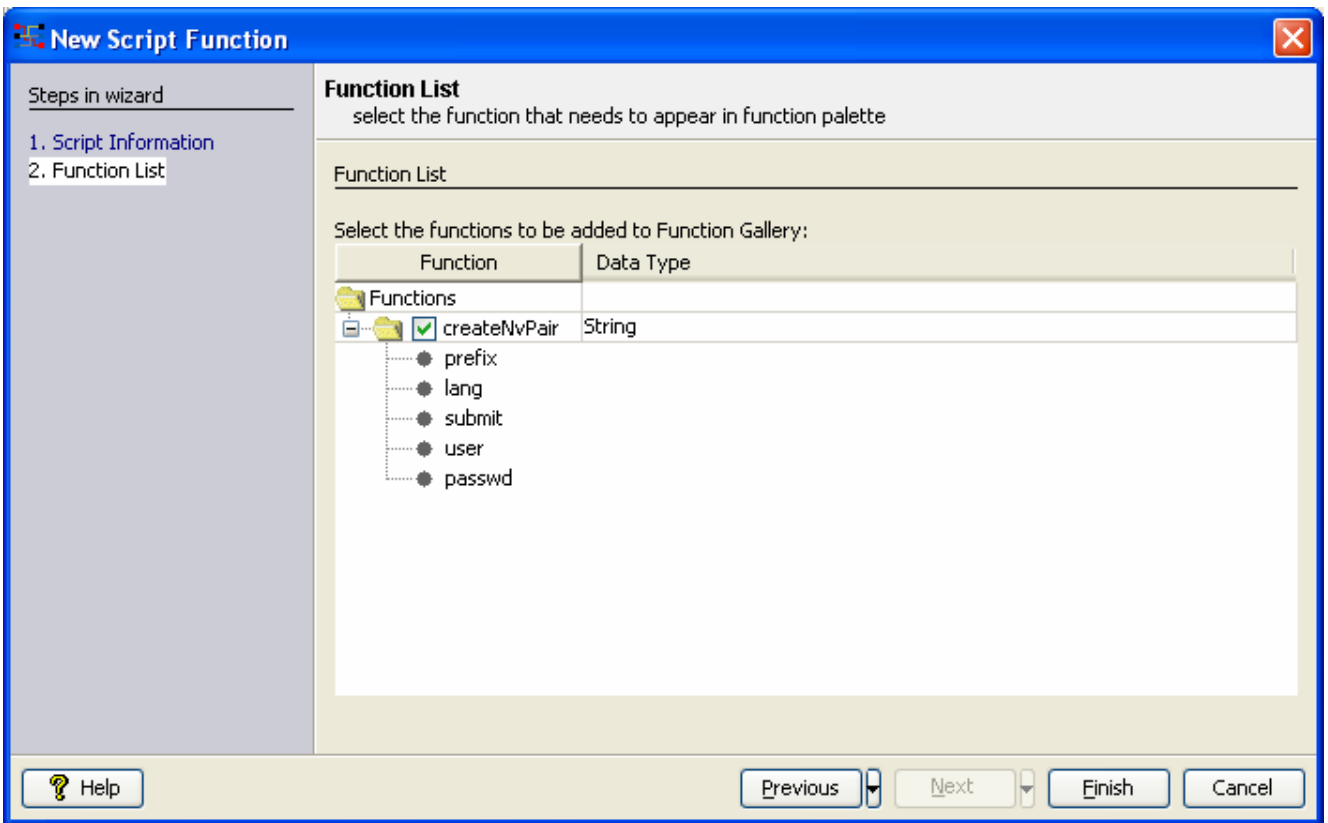 New Script Function
Steps in wizard
1. Script Information
2. Function List
Function List
select the function that needs to appear in function palette
Function List
Select the functions to be added to Function Gallery:
Function Data Type
Functions
createNvPair String
prefix
lang
submit
user
passwd
Help Previous Next Finish Cancel